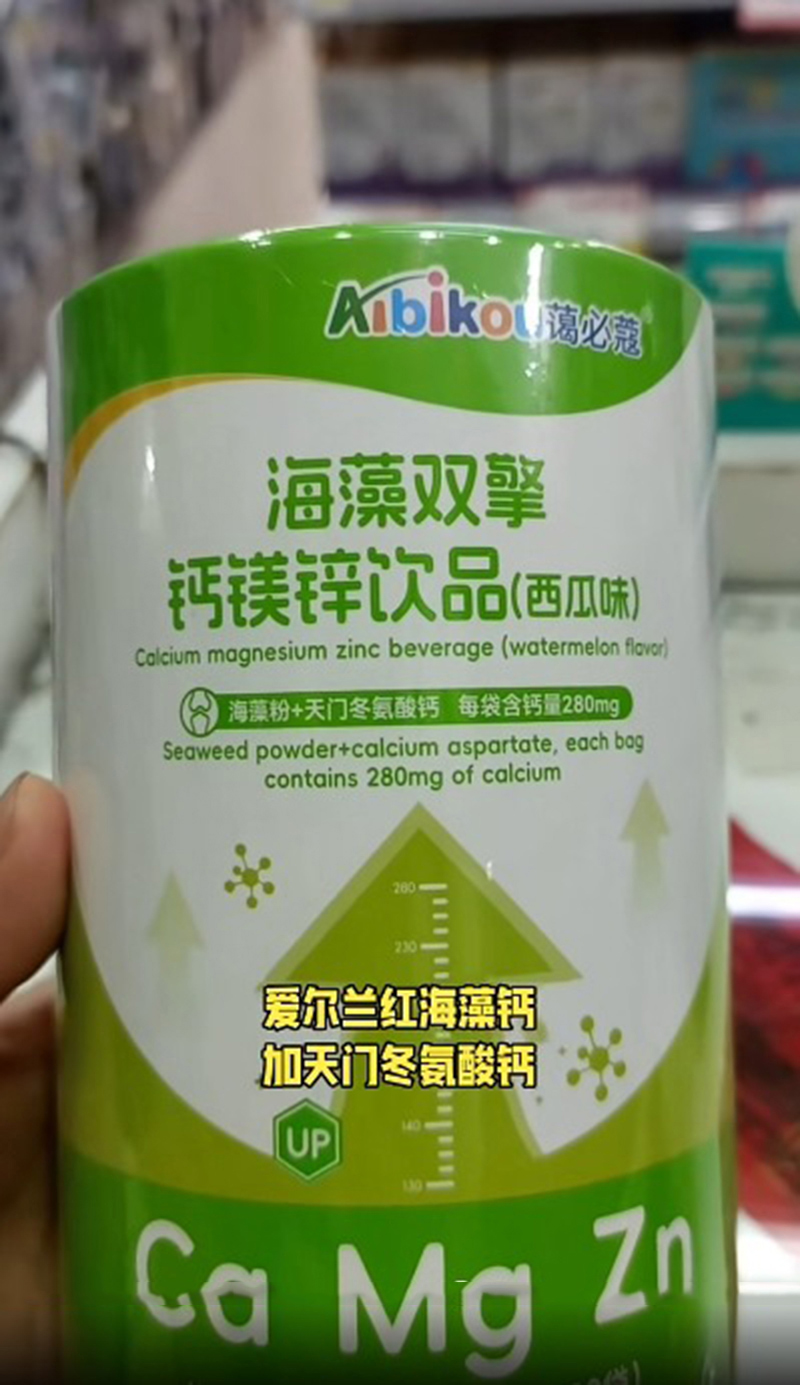 Aibikou蔼必蔻
海藻双擎
钙镁锌饮品(西瓜味)
Calcium magnesium zinc beverage (watermelon flavor)
海藻粉+天门冬氨酸钙 每袋含钙量280mg
Seaweed powder+calcium aspartate, each bag
contains 280mg of calcium
280
230
爱尔兰红海藻钙
加天门冬氨酸钙
140
UP
130
Ca Mg Zn